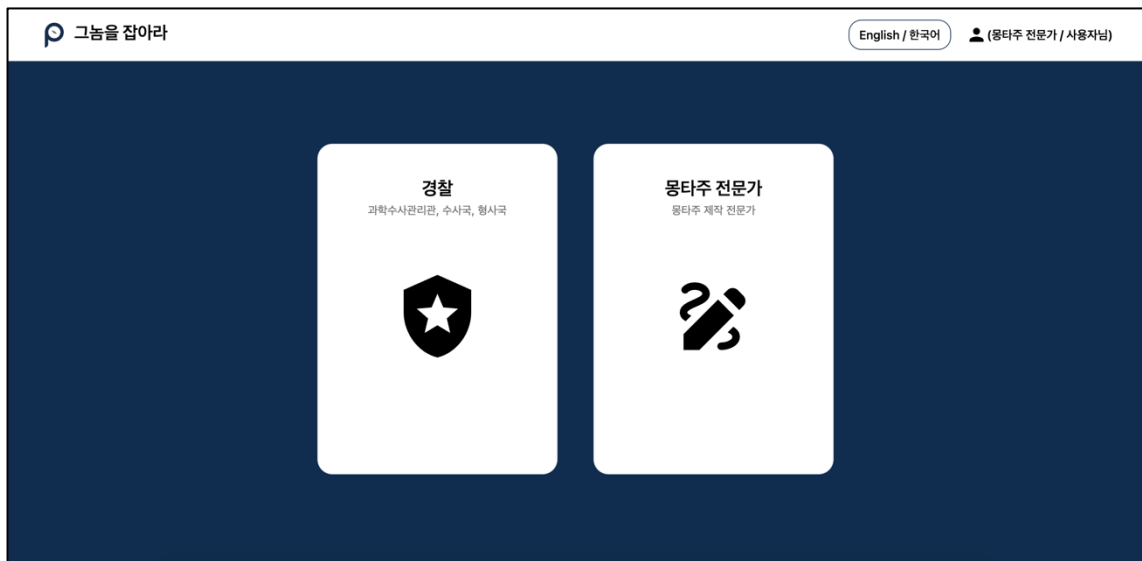 그놈을 잡아라
English / 한국어
(몽타주 전문가 / 사용자님)
경찰
과학수사관리관, 수사국, 형사국
몽타주 전문가
몽타주 제작 전문가